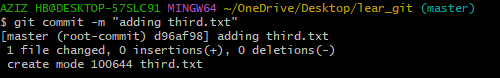 AZIZ HB@DESKTOP-57SLC91 MINGW64 ~/OneDrive/Desktop/lear_git (master)
$ git commit -m "adding third.txt"
[master (root-commit) d96af98] adding third.txt
 1 file changed, 0 insertions(+), 0 deletions(-)
 create mode 100644 third.txt